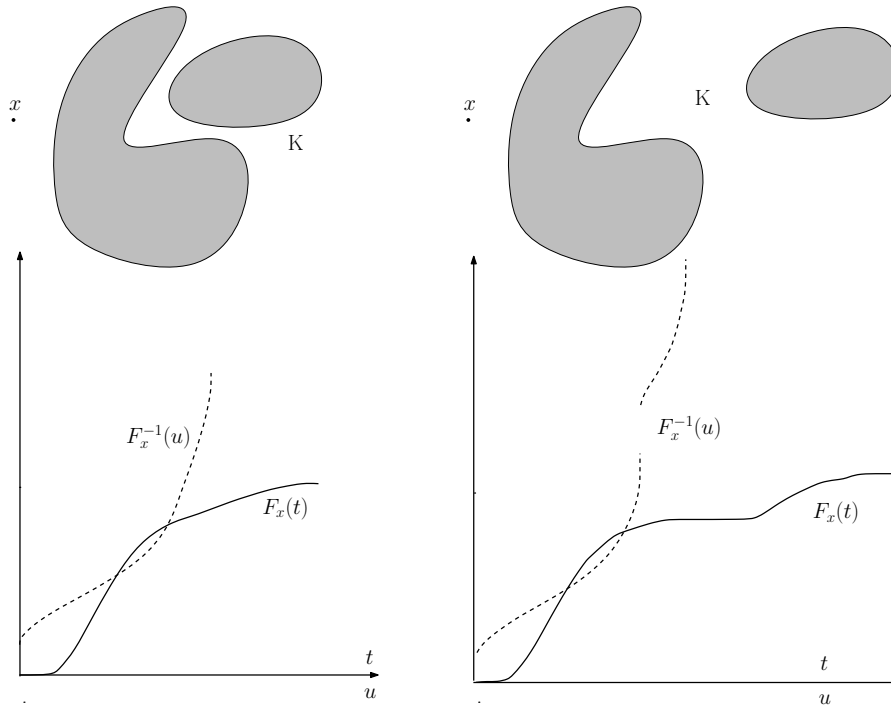 x
K
F_x^{-1}(u)
F_x(t)
t
u
x
K
F_x^{-1}(u)
F_x(t)
t
u